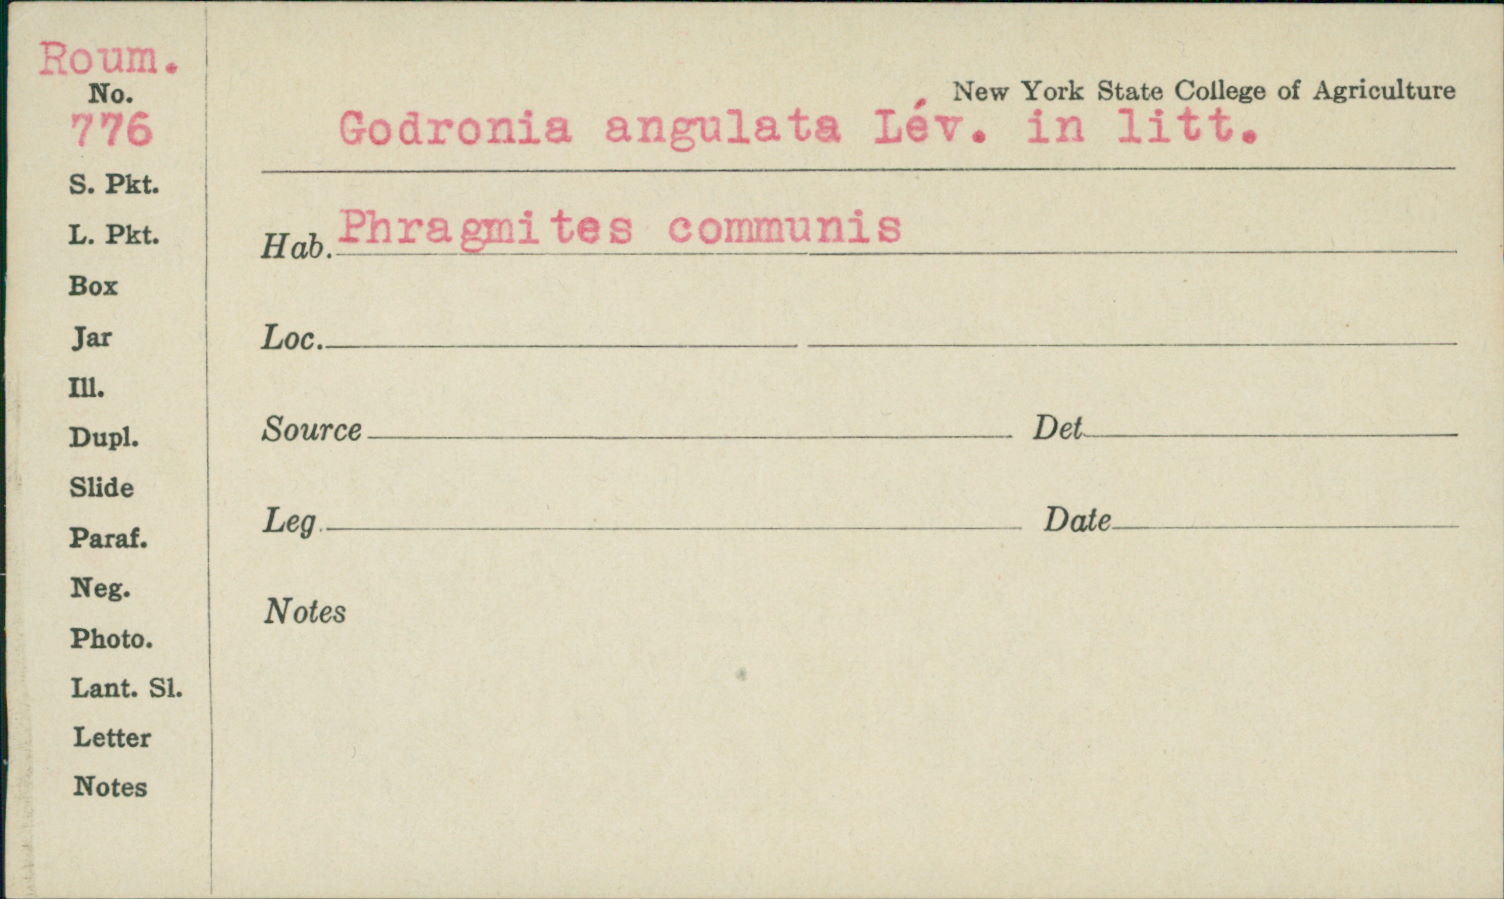 Roum.
No.
776
S. Pkt.
L. Pkt.
Box
Jar
Ill.
Dupl.
Slide
Paraf.
Neg.
Photo.
Lant. Sl.
Letter
Notes
New York State College of Agriculture
Godronia angulata Lév. in litt.
Hab. Phragmites communis
Loc.
Source Det
Leg. Date
Notes